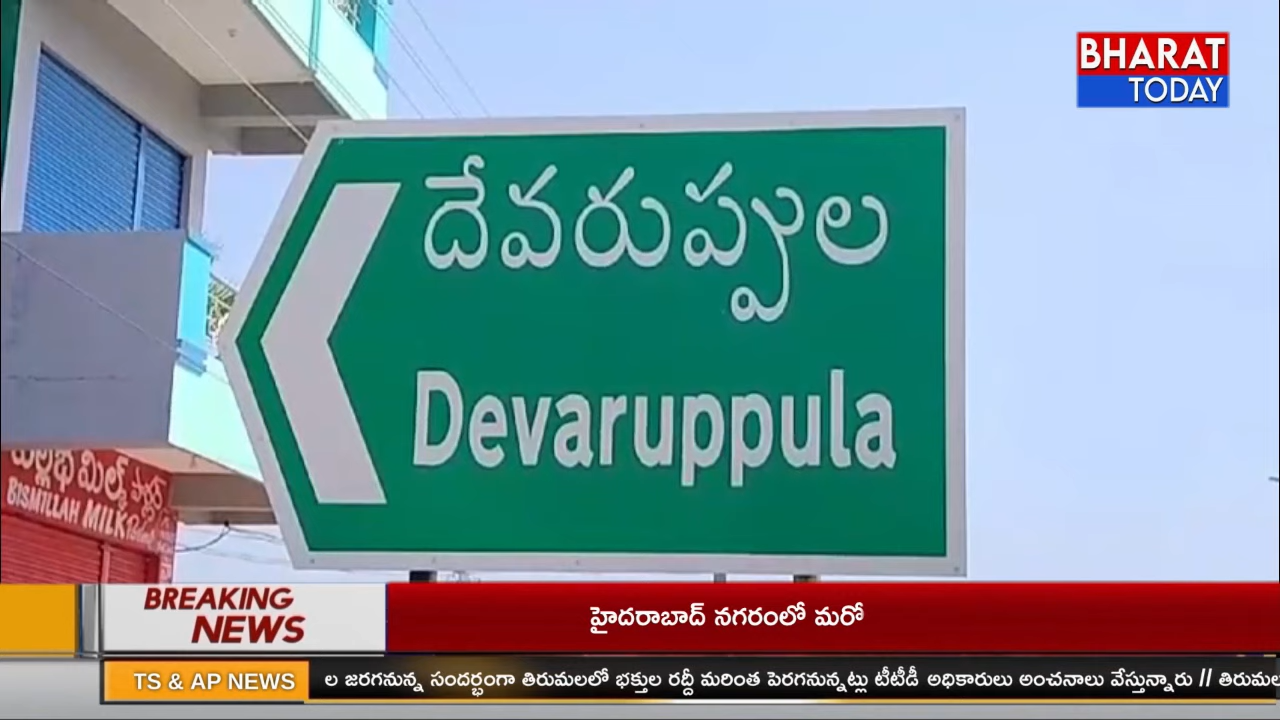 BHARAT
TODAY
దేవరుప్పుల
Devaruppula
మిల్క్ పార్లర్
BISMILLAH MILK
BREAKING
NEWS
హైదరాబాద్ నగరంలో మరో
TS & AP NEWS
ల జరగనున్న సందర్భంగా తిరుమలలో భక్తుల రద్దీ మరింత పెరగనున్నట్లు టీటీడీ అధికారులు అంచనాలు వేస్తున్నారు // తిరుమల